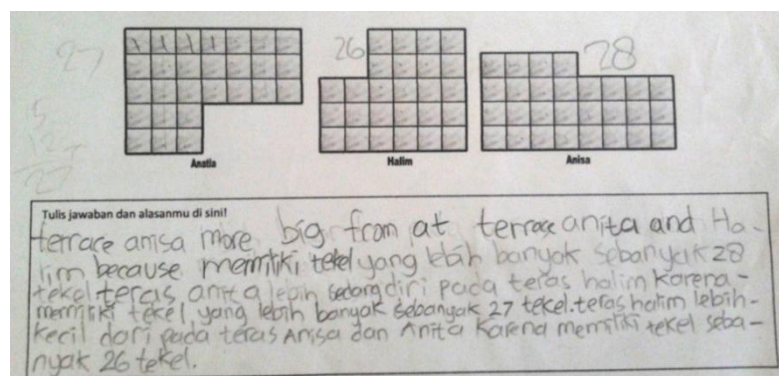 27
26
28
15
12 +
27
Anatia
Halim
Anisa
Tulis jawaban dan alasanmu di sini!
terrace anisa more big from at terrace anita and Ha-
lim because memiliki tekel yang lebih banyak sebanyak 28
tekel teras anita lebih sedang diri pada teras halim karena-
memiliki tekel yang lebih banyak sebanyak 27 tekel. teras halim lebih-
kecil dari pada teras Anisa dan Anita Karena memiliki tekel seba-
nyak 26 tekel.